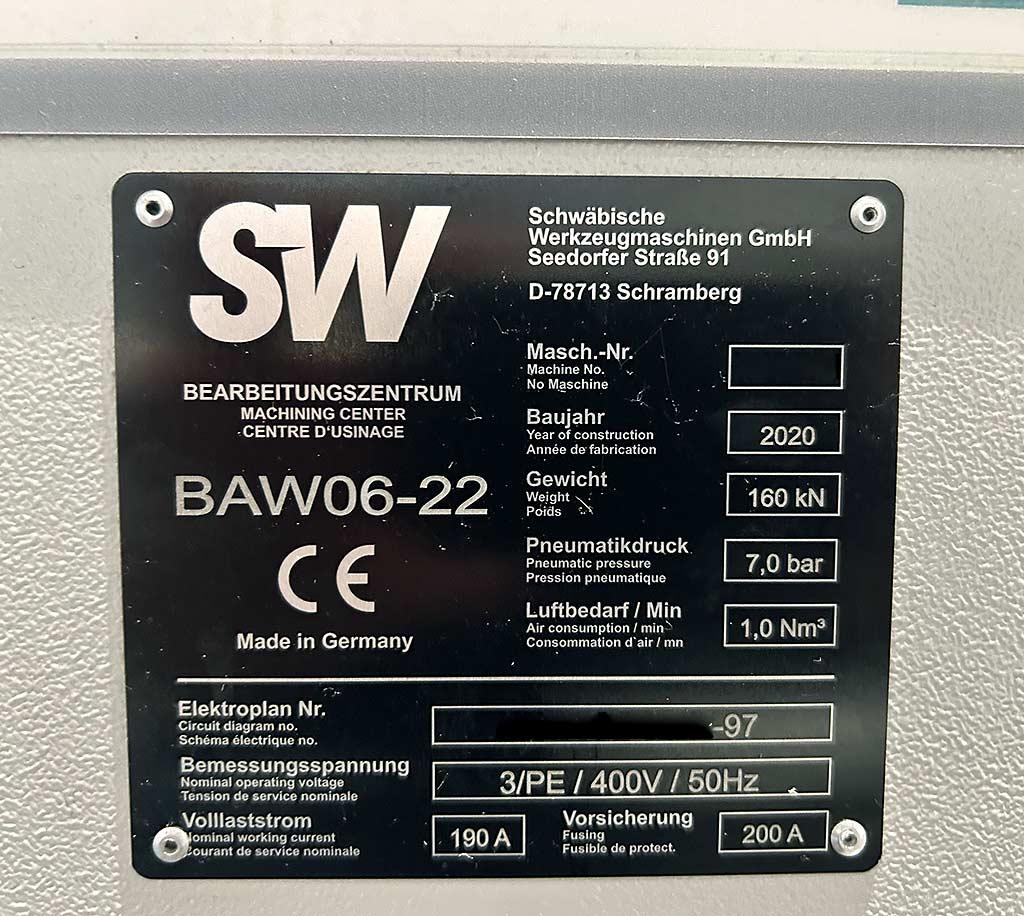 SW
BEARBEITUNGSZENTRUM
MACHINING CENTER
CENTRE D'USINAGE
BAW06-22
CE
Made in Germany
Schwäbische
Werkzeugmaschinen GmbH
Seedorfer Straße 91
D-78713 Schramberg
Masch.-Nr.
Machine No.
No Maschine
Baujahr
Year of construction
Année de fabrication
2020
Gewicht
Weight
Poids
160 kN
Pneumatikdruck
Pneumatic pressure
Pression pneumatique
7,0 bar
Luftbedarf / Min
Air consumption / min
Consommation d`air / mn
1,0 Nm³
Elektroplan Nr.
Circuit diagram no.
Schéma électrique no.
-97
Bemessungsspannung
Nominal operating voltage
Tension de service nominale
3/PE / 400V / 50Hz
Volllaststrom
Nominal working current
Courant de service nominale
190 A
Vorsicherung
Fusing
Fusible de protect.
200 A